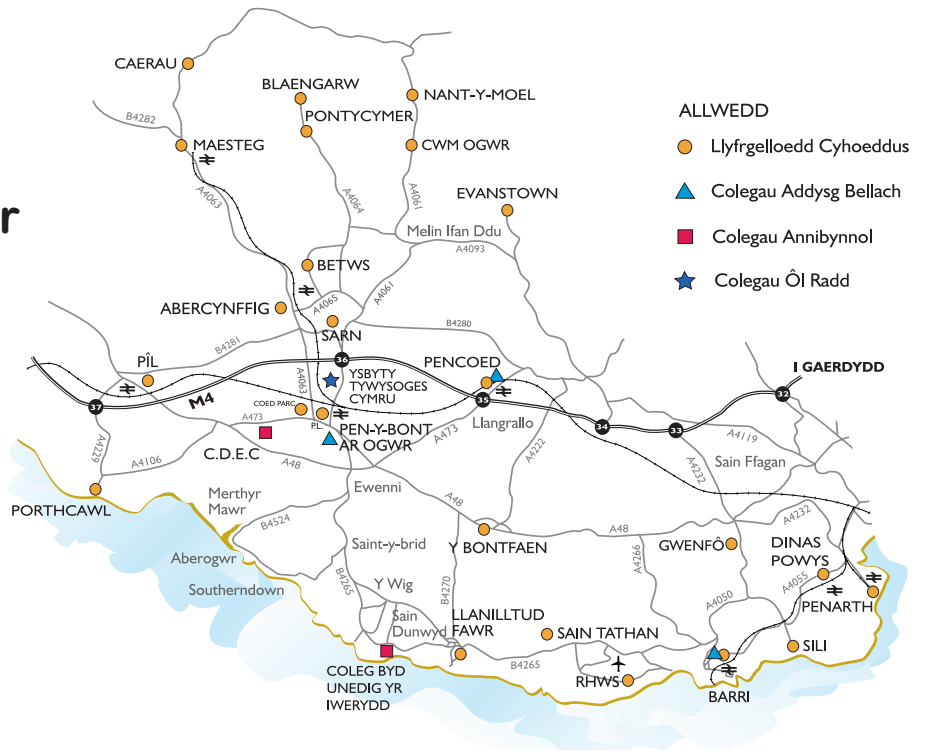 r
CAERAU
BLAENGARW
NANT-Y-MOEL
PONTYCYMER
B4282
MAESTEG
CWM OGWR
A4063
A4064
A4061
EVANSTOWN
Melin Ifan Ddu
A4093
BETWS
A4061
A4065
ABERCYNFFIG
SARN
B4280
B4281
ALLWEDD
Llyfrgelloedd Cyhoeddus
Colegau Addysg Bellach
Colegau Annibynnol
Colegau Ôl Radd
PÎL
36
YSBYTY
TYWYSOGES
CYMRU
PENCOED
I GAERDYDD
37
M4
A4063
COED PARC
P.L.
35
32
34
33
A473
PEN-Y-BONT
AR OGWR
A473
Llangrallo
A4222
A4119
Sain Ffagan
A4232
C.D.E.C
A48
A4229
A4106
PORTHCAWL
Merthyr
Mawr
Ewenni
A48
B4524
A48
A4232
Y BONTFAEN
Saint-y-brid
Aberogwr
Southerndown
B4265
B4270
A4266
GWENFÔ
DINAS
POWYS
Y Wig
A4050
A4055
PENARTH
Sain
Dunwyd
LLANILLTUD
FAWR
SAIN TATHAN
SILI
B4265
COLEG BYD
UNEDIG YR
IWERYDD
RHWS
BARRI